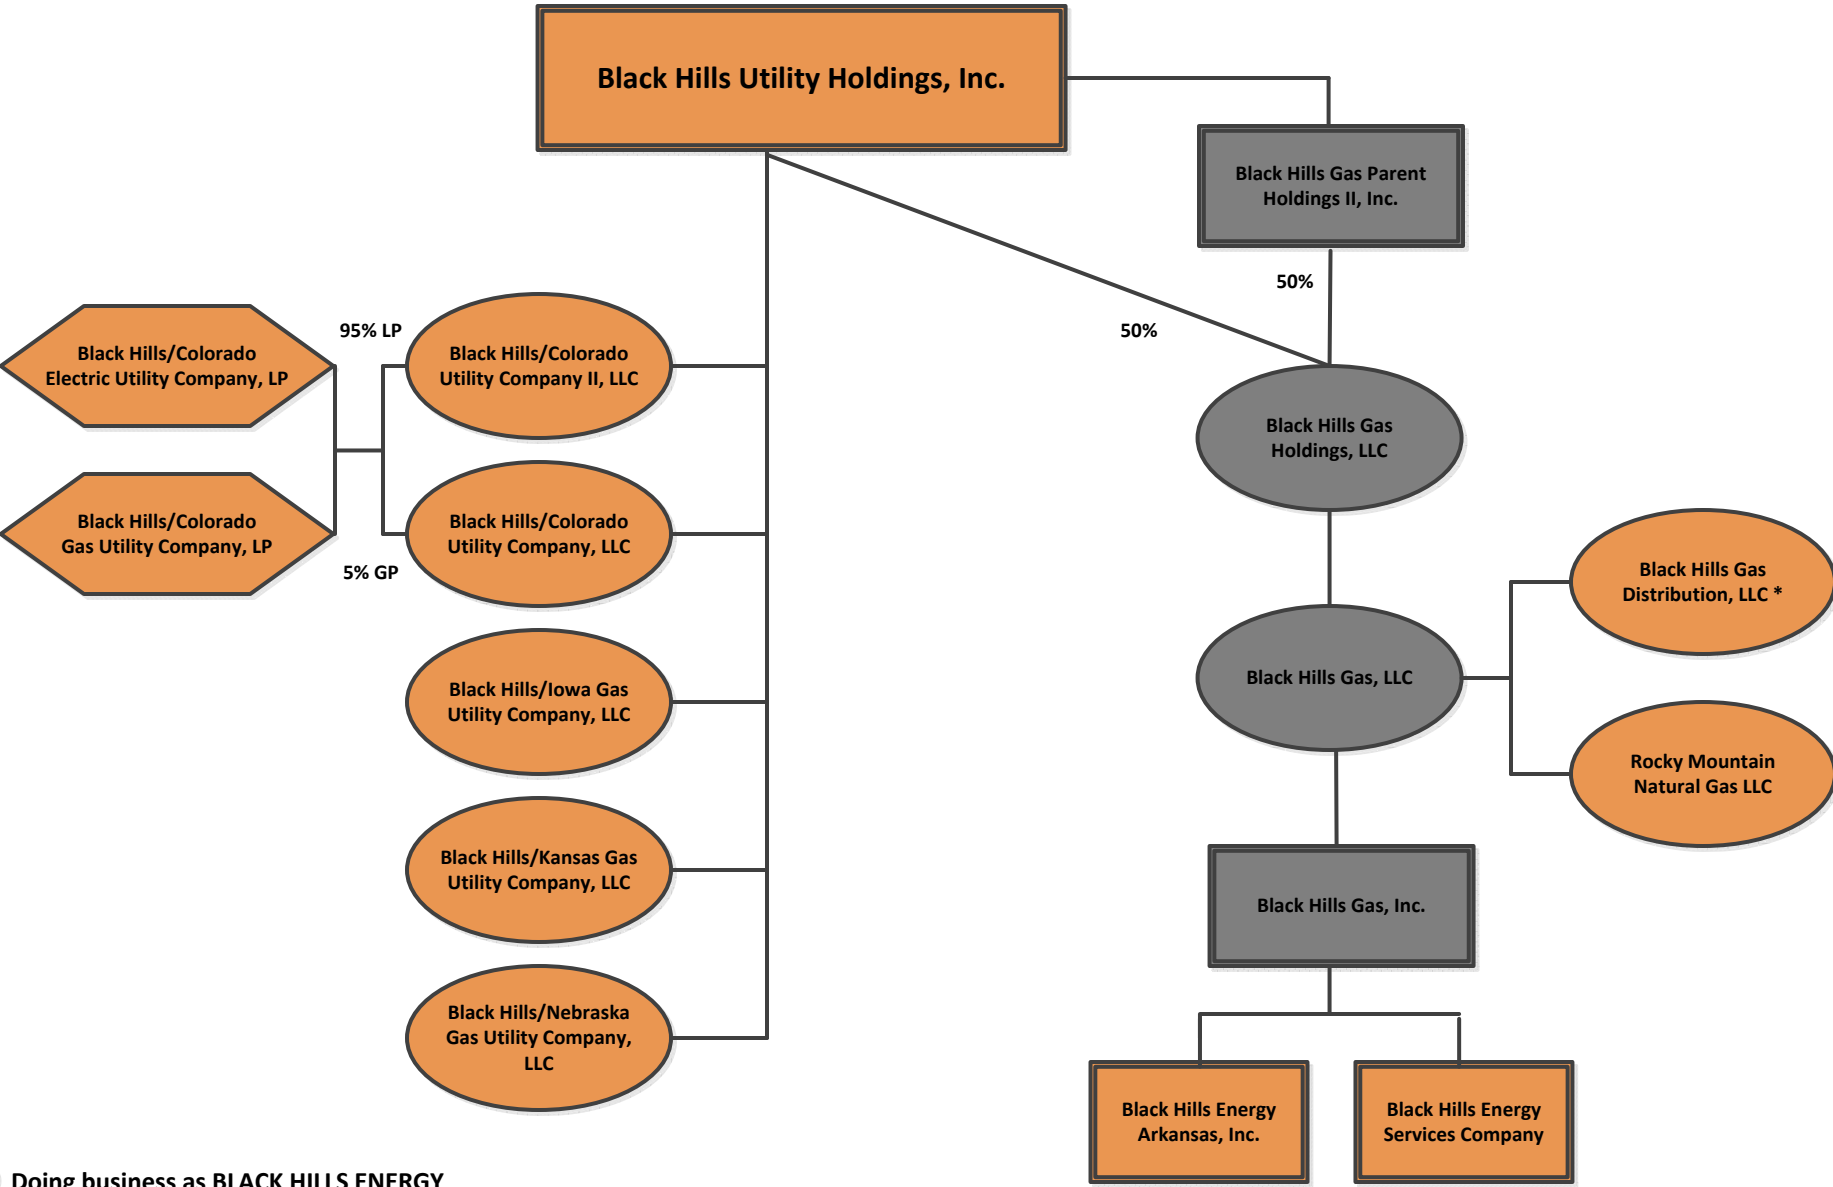 Black Hills Utility Holdings, Inc.
Black Hills Gas Parent
Holdings II, Inc.
50%
50%
95% LP
Black Hills/Colorado
Electric Utility Company, LP
Black Hills/Colorado
Utility Company II, LLC
Black Hills Gas
Holdings, LLC
Black Hills/Colorado
Gas Utility Company, LP
Black Hills/Colorado
Utility Company, LLC
5% GP
Black Hills Gas
Distribution, LLC *
Black Hills/Iowa Gas
Utility Company, LLC
Black Hills Gas, LLC
Rocky Mountain
Natural Gas LLC
Black Hills/Kansas Gas
Utility Company, LLC
Black Hills Gas, Inc.
Black Hills/Nebraska
Gas Utility Company,
LLC
Black Hills Energy
Arkansas, Inc.
Black Hills Energy
Services Company
Doing business as BLACK HILLS ENERGY